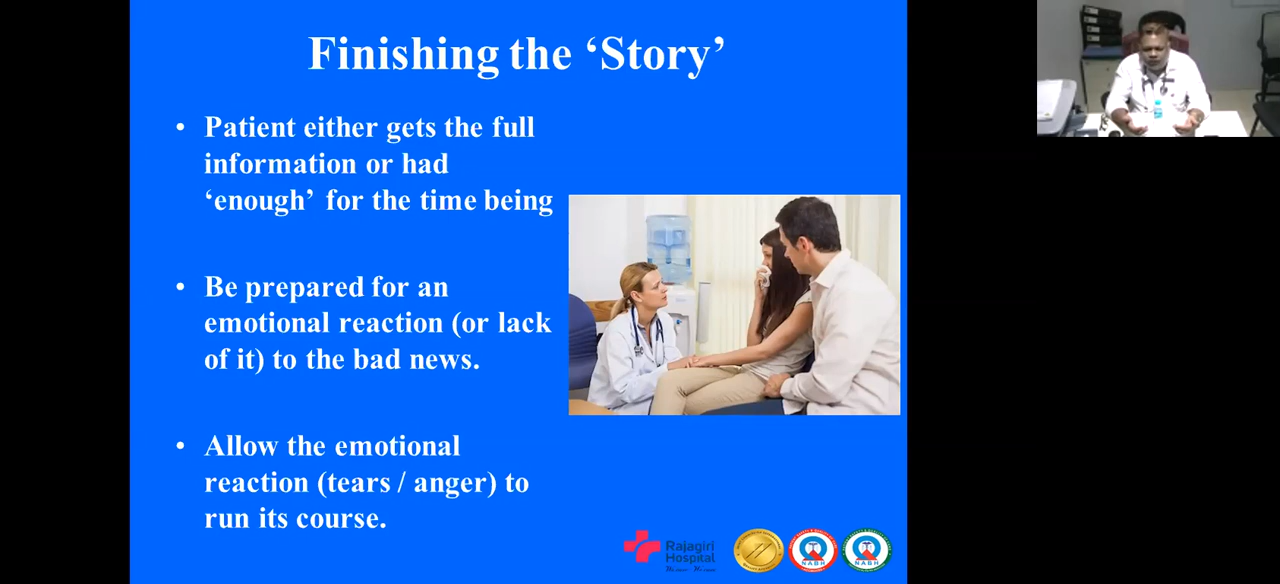 Finishing the ‘Story’
• Patient either gets the full
information or had
‘enough’ for the time being
• Be prepared for an
emotional reaction (or lack
of it) to the bad news.
• Allow the emotional
reaction (tears / anger) to
run its course.
Rajagiri
Hospital
NABH
NABH